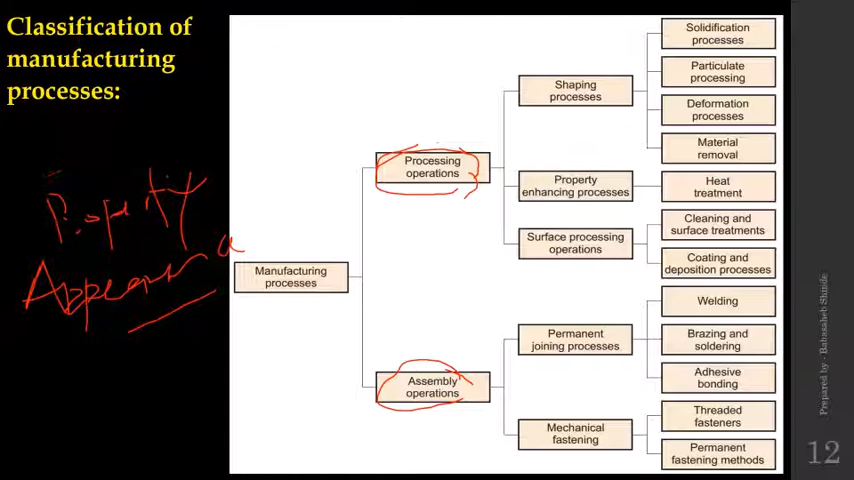 Classification of
manufacturing
processes:
Property
Appearana
Manufacturing
processes
Processing
operations
Assembly
operations
Shaping
processes
Property
enhancing processes
Surface processing
operations
Permanent
joining processes
Mechanical
fastening
Solidification
processes
Particulate
processing
Deformation
processes
Material
removal
Heat
treatment
Cleaning and
surface treatments
Coating and
deposition processes
Welding
Brazing and
soldering
Adhesive
bonding
Threaded
fasteners
Permanent
fastening methods
Prepared by - Babasaheb Shinde
12